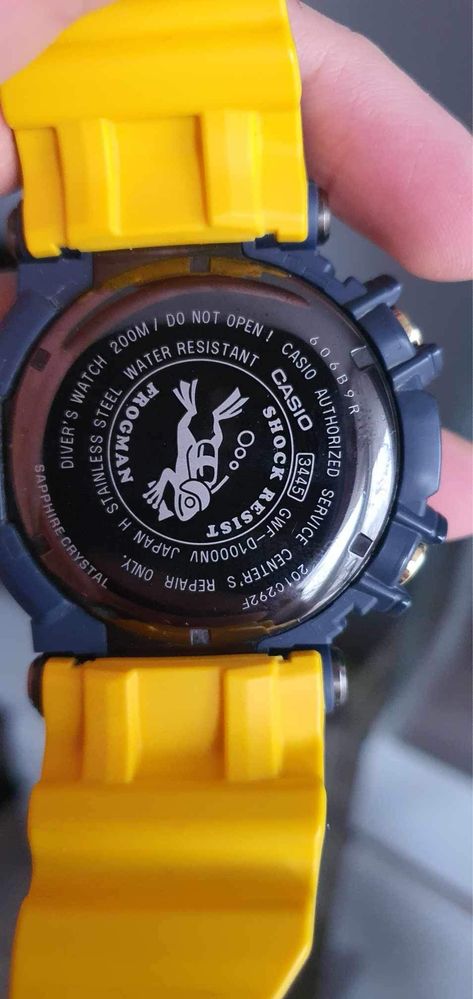 DIVER'S WATCH 200M / DO NOT OPEN! CASIO AUTHORIZED SERVICE CENTER'S REPAIR ONLY.
606B9R
201C292F
SAPPHIRE CRYSTAL
STAINLESS STEEL WATER RESISTANT CASIO 3445 GWF-D1000NV JAPAN H
FROGMAN
SHOCK RESIST